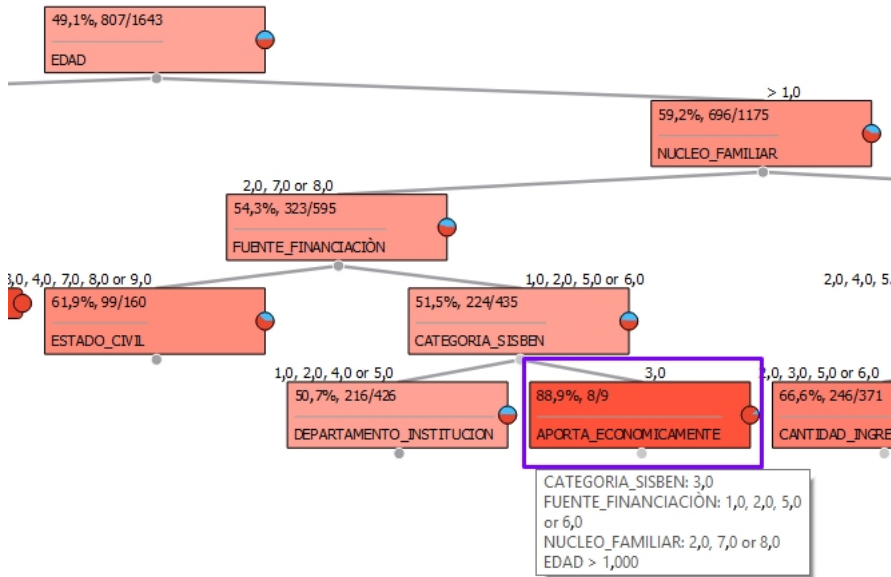 49,1%, 807/1643
EDAD
> 1,0
59,2%, 696/1175
NUCLEO_FAMILIAR
2,0, 7,0 or 8,0
54,3%, 323/595
FUENTE_FINANCIACIÒN
3,0, 4,0, 7,0, 8,0 or 9,0
1,0, 2,0, 5,0 or 6,0
2,0, 4,0, 5
61,9%, 99/160
ESTADO_CIVIL
51,5%, 224/435
CATEGORIA_SISBEN
1,0, 2,0, 4,0 or 5,0
3,0
2,0, 3,0, 5,0 or 6,0
50,7%, 216/426
DEPARTAMENTO_INSTITUCION
88,9%, 8/9
APORTA_ECONOMICAMENTE
66,6%, 246/371
CANTIDAD_INGRE
CATEGORIA_SISBEN: 3,0
FUENTE_FINANCIACIÒN: 1,0, 2,0, 5,0
or 6,0
NUCLEO_FAMILIAR: 2,0, 7,0 or 8,0
EDAD > 1,000